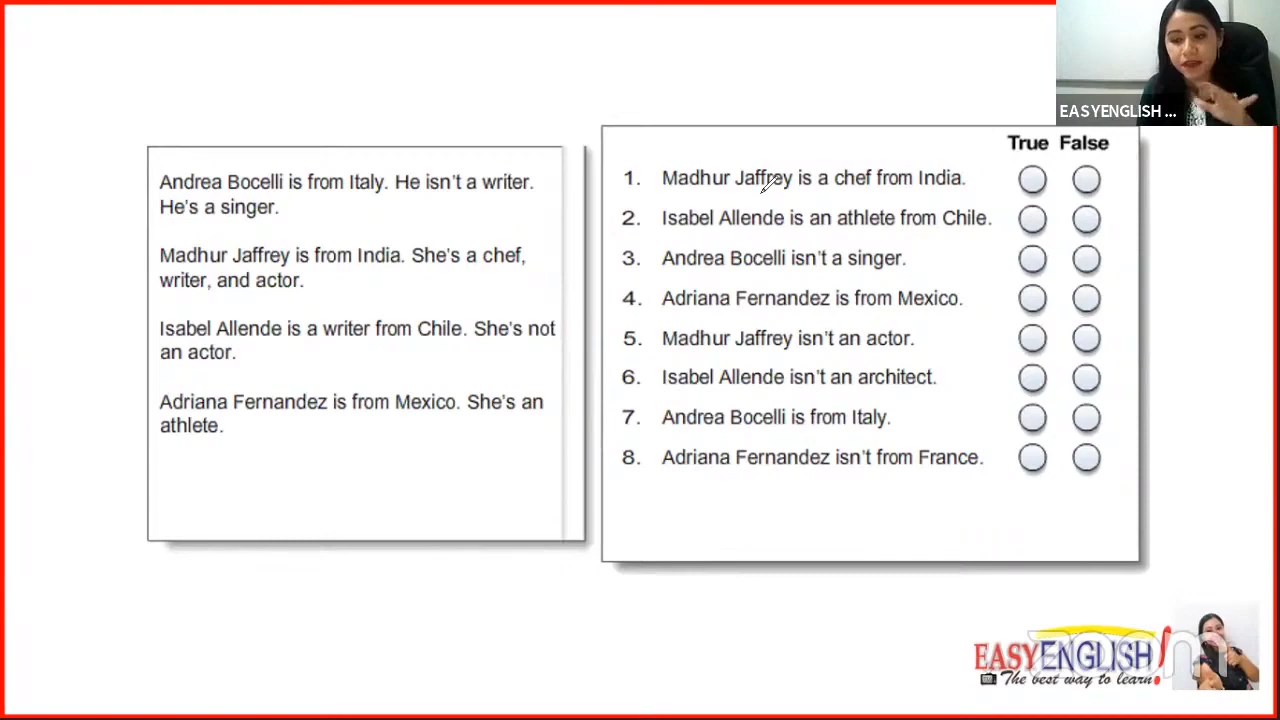 EASYENGLISH ...
Andrea Bocelli is from Italy. He isn't a writer.
He's a singer.
Madhur Jaffrey is from India. She's a chef,
writer, and actor.
Isabel Allende is a writer from Chile. She's not
an actor.
Adriana Fernandez is from Mexico. She's an
athlete.
True False
1. Madhur Jaffrey is a chef from India.
2. Isabel Allende is an athlete from Chile.
3. Andrea Bocelli isn't a singer.
4. Adriana Fernandez is from Mexico.
5. Madhur Jaffrey isn't an actor.
6. Isabel Allende isn't an architect.
7. Andrea Bocelli is from Italy.
8. Adriana Fernandez isn't from France.
EASYENGLISH!
The best way to learn
zoom